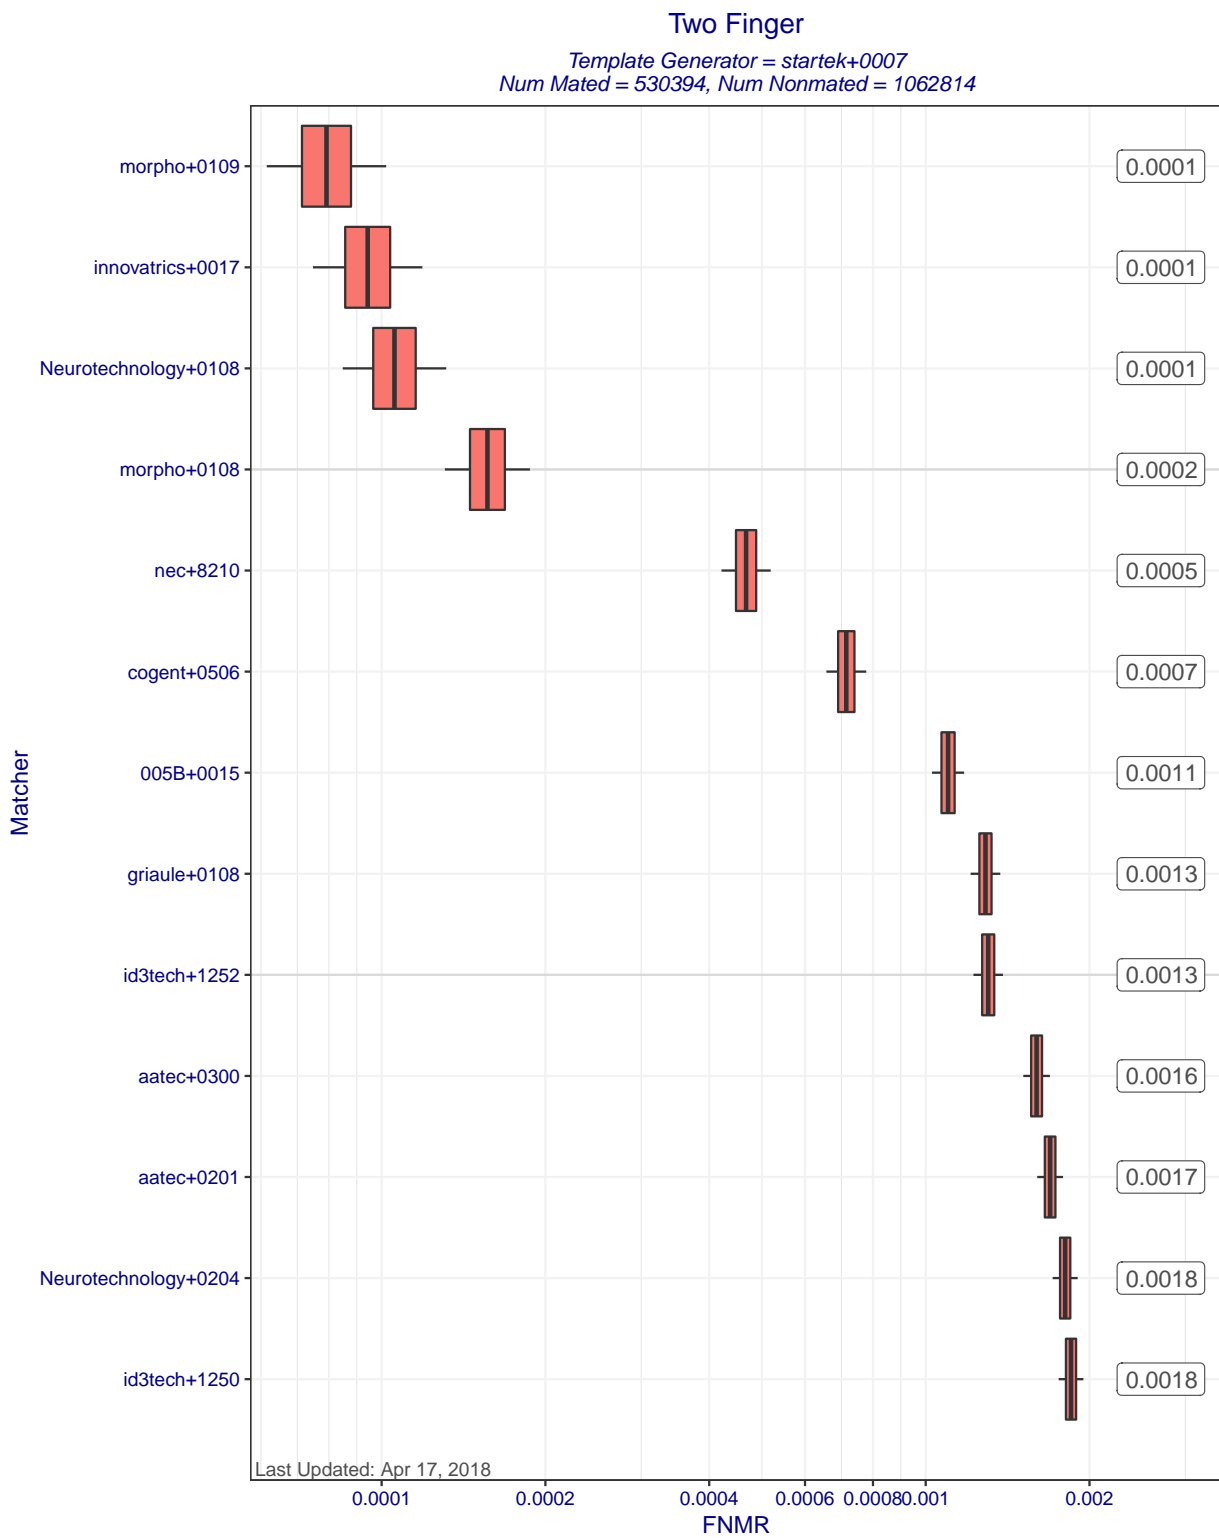 Two Finger
Template Generator = startek+0007
Num Mated = 530394, Num Nonmated = 1062814
morpho+0109 0.0001
innovatrics+0017 0.0001
Neurotechnology+0108 0.0001
morpho+0108 0.0002
nec+8210 0.0005
cogent+0506 0.0007
Matcher
005B+0015 0.0011
griaule+0108 0.0013
id3tech+1252 0.0013
aatec+0300 0.0016
aatec+0201 0.0017
Neurotechnology+0204 0.0018
id3tech+1250 0.0018
Last Updated: Apr 17, 2018
0.0001 0.0002 0.0004 0.0006 0.0008 0.001 0.002
FNMR